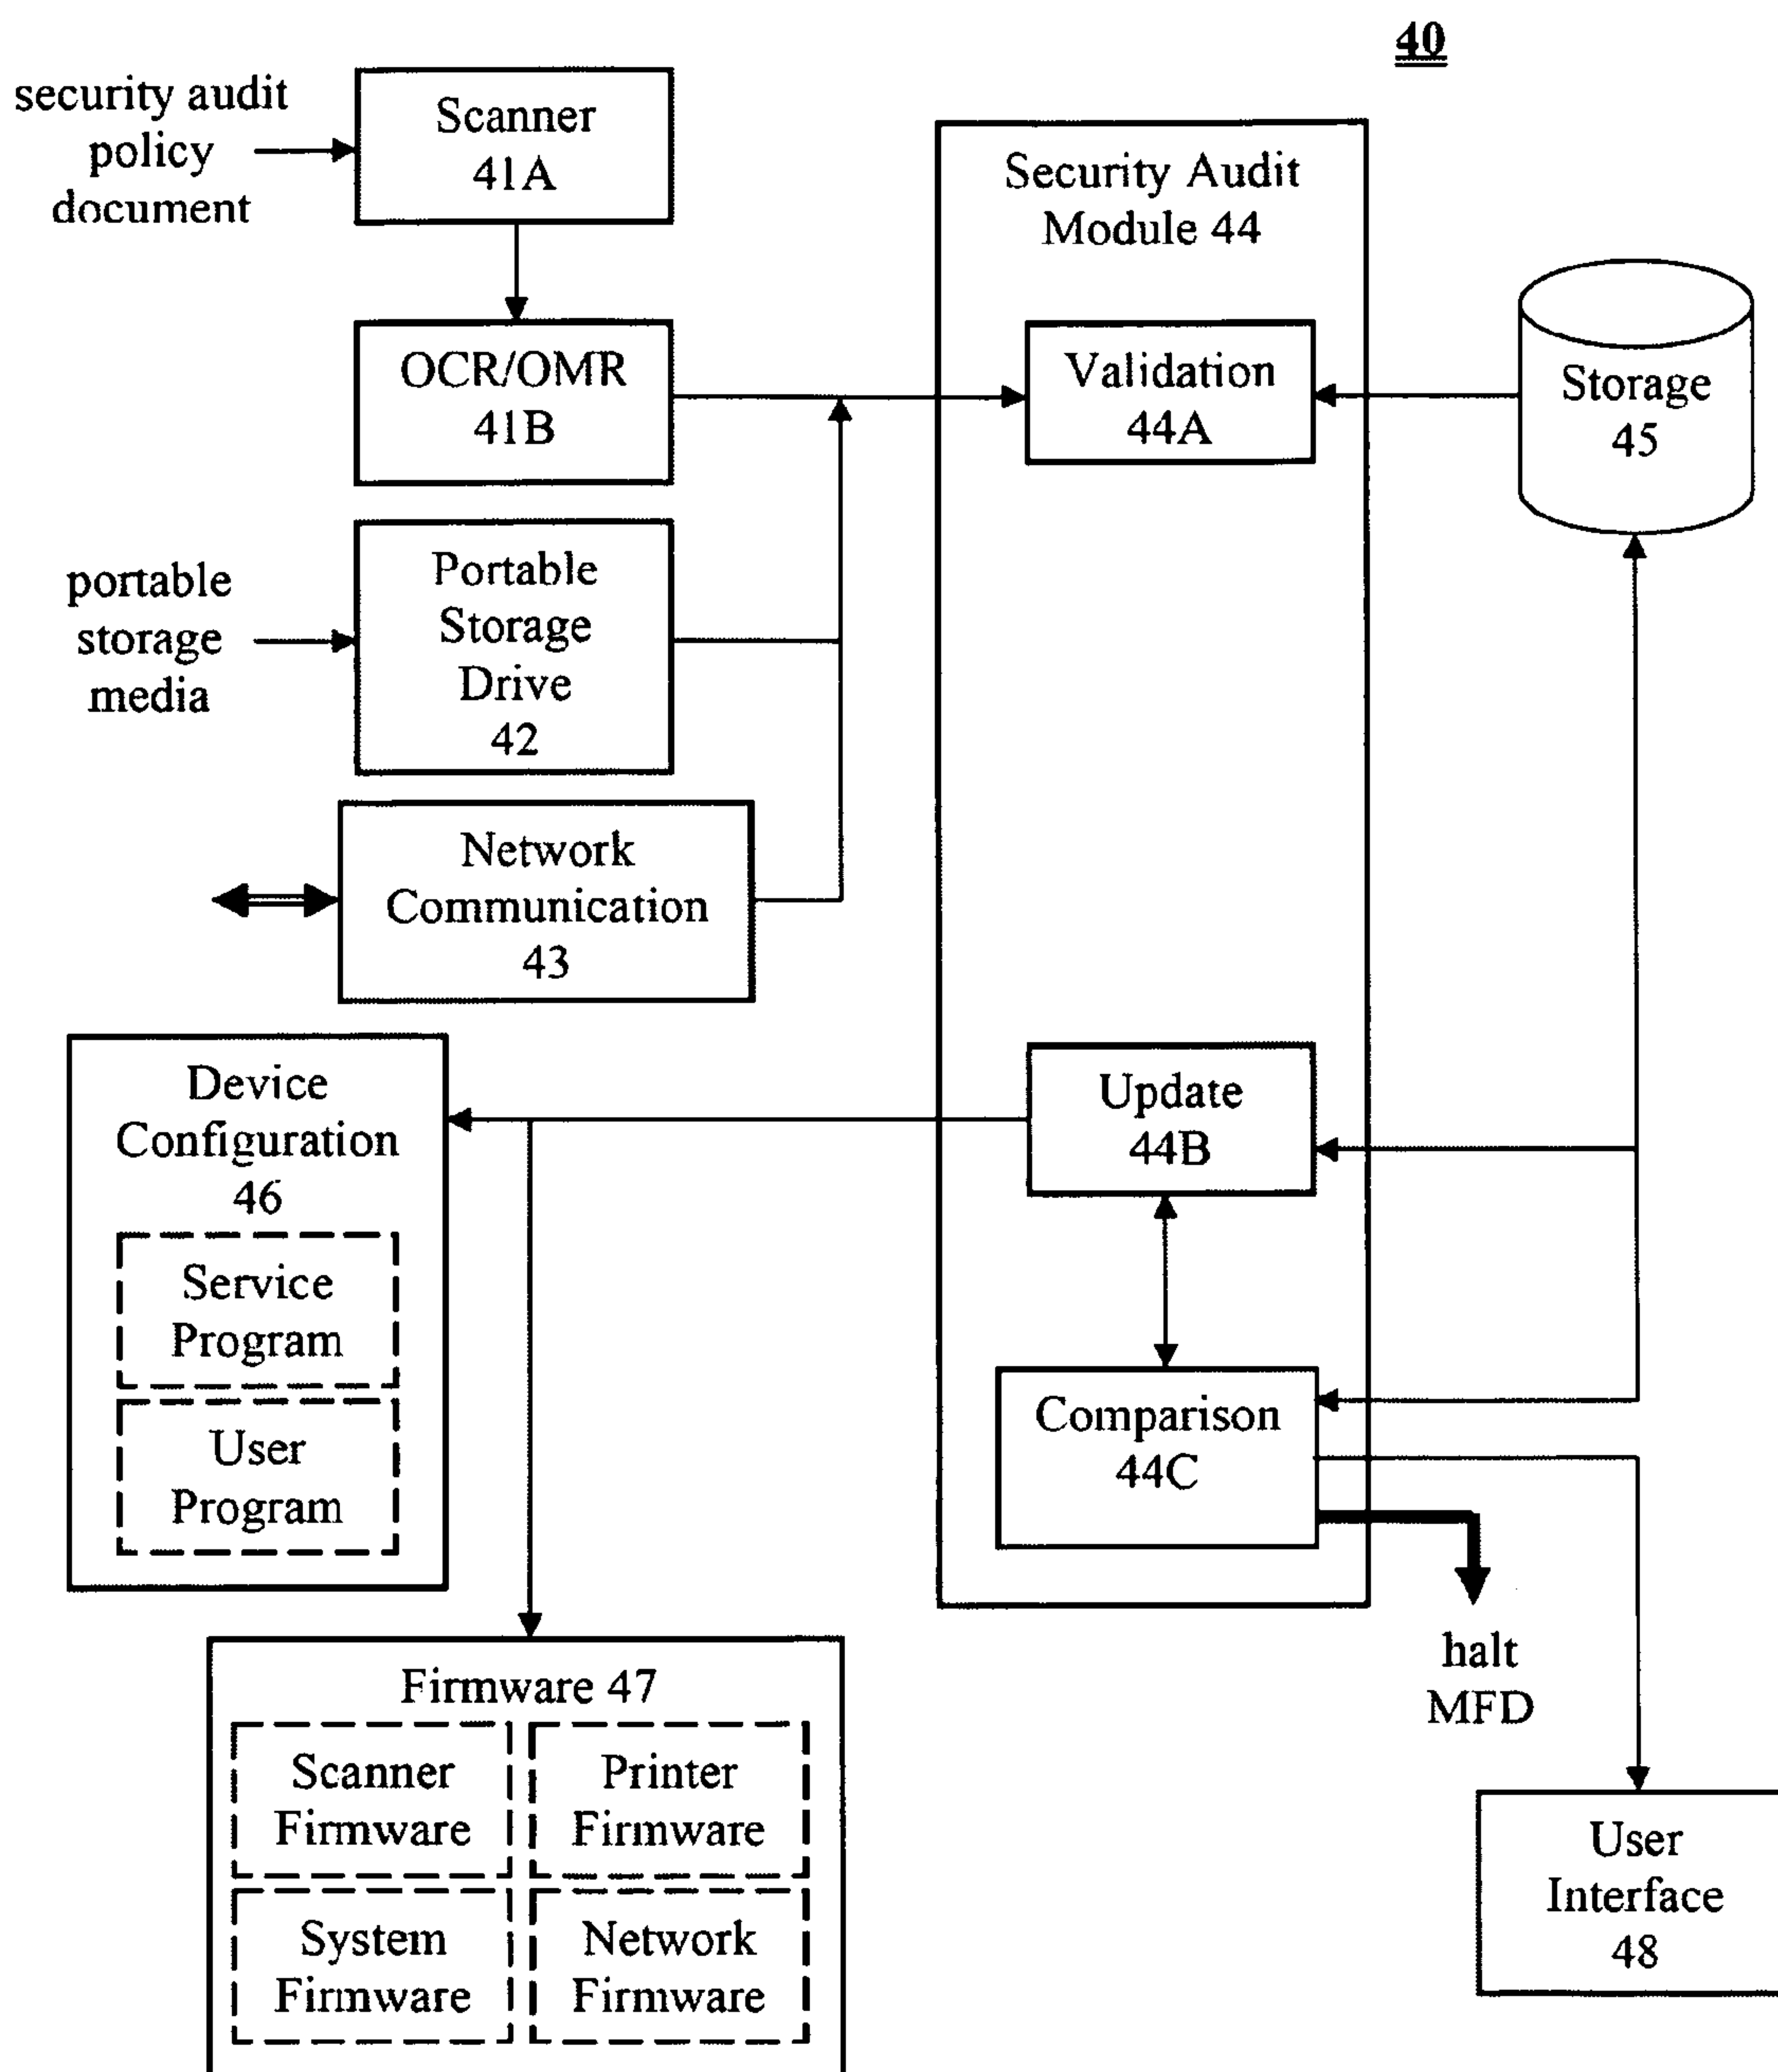 40
security audit
policy
document
Scanner
41A
Security Audit
Module 44
OCR/OMR
41B
Validation
44A
Storage
45
portable
storage
media
Portable
Storage
Drive
42
Network
Communication
43
Device
Configuration
46
Service
Program
User
Program
Update
44B
Comparison
44C
halt
MFD
Firmware 47
Scanner
Firmware
Printer
Firmware
System
Firmware
Network
Firmware
User
Interface
48